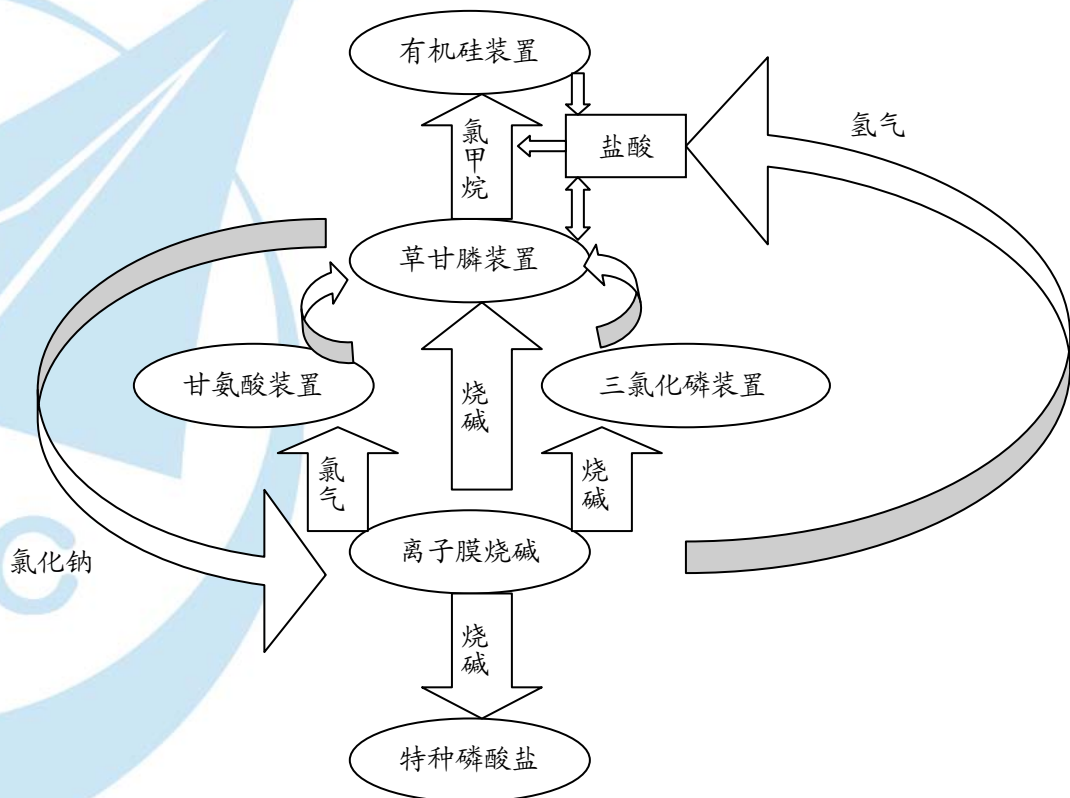 有机硅装置
氯甲烷
盐酸
氢气
草甘膦装置
甘氨酸装置
烧碱
三氯化磷装置
氯气
烧碱
氯化钠
离子膜烧碱
烧碱
特种磷酸盐
C